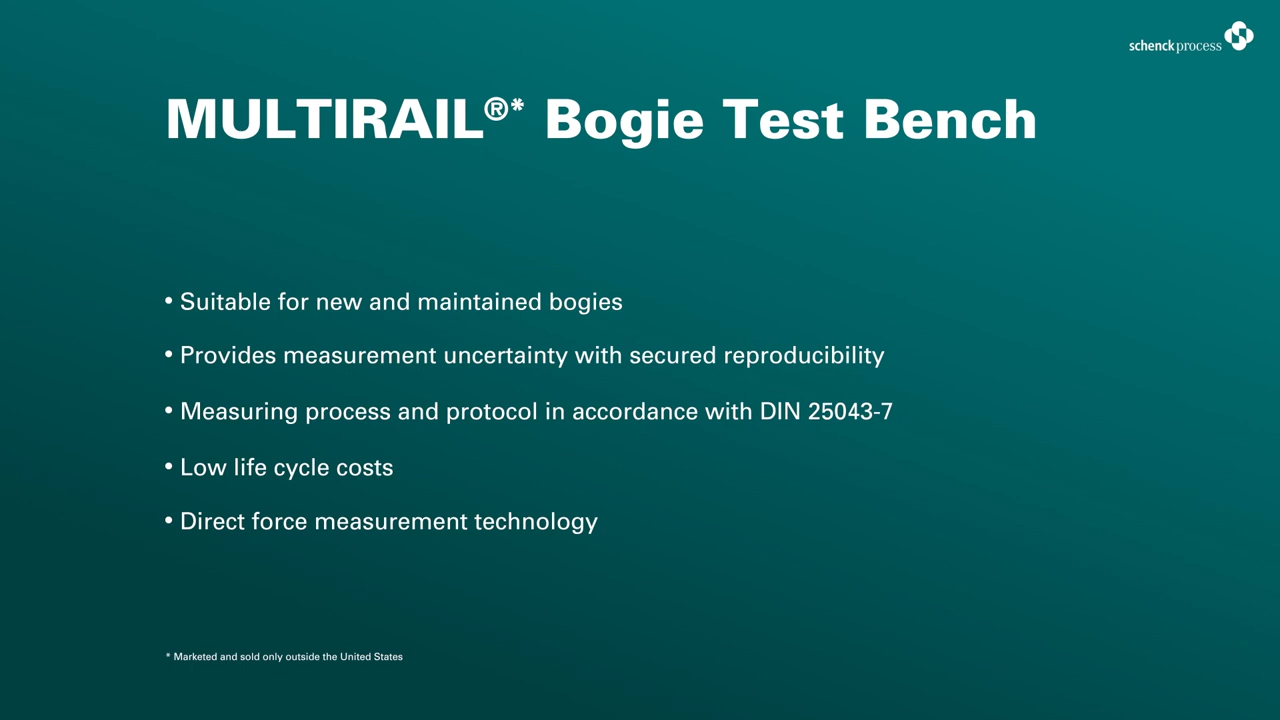 schenck process
MULTIRAIL®* Bogie Test Bench
• Suitable for new and maintained bogies
• Provides measurement uncertainty with secured reproducibility
• Measuring process and protocol in accordance with DIN 25043-7
• Low life cycle costs
• Direct force measurement technology
* Marketed and sold only outside the United States